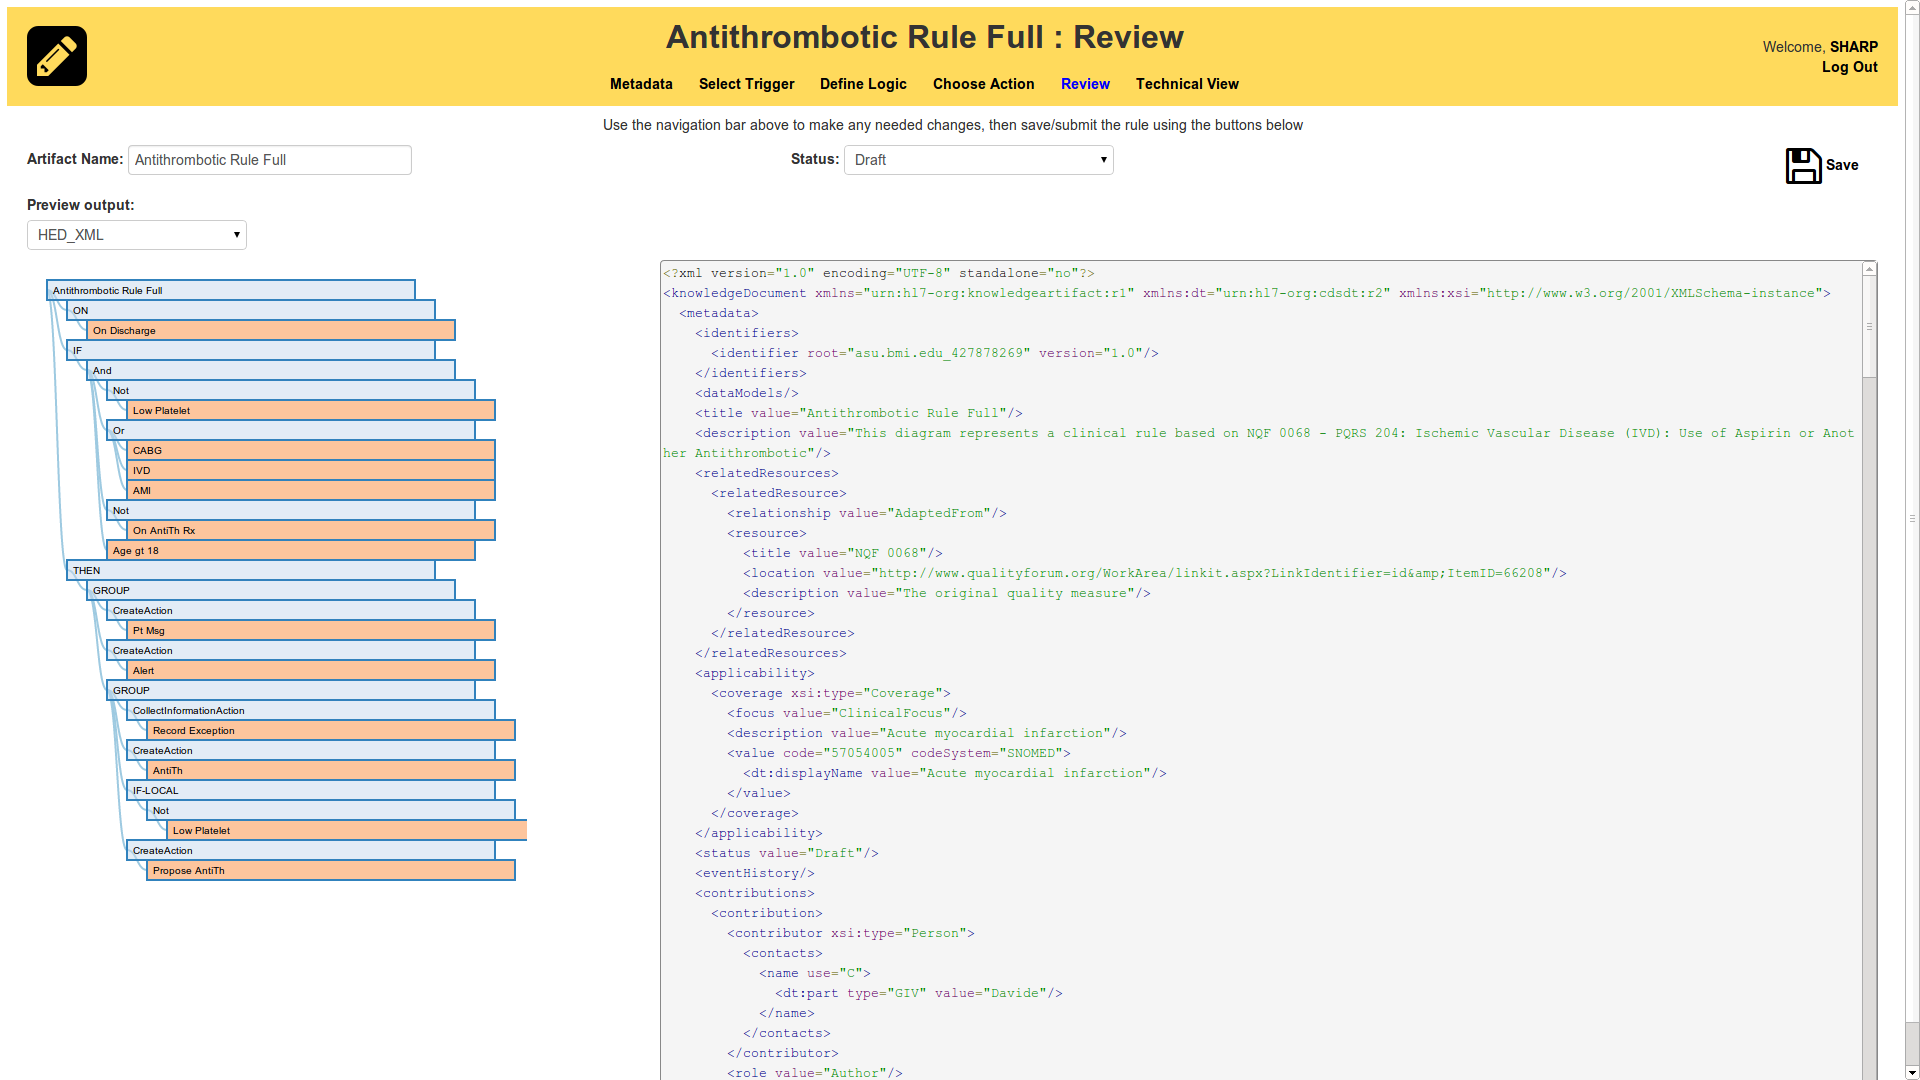 Antithrombotic Rule Full : Review
Welcome, SHARP
Log Out
Metadata Select Trigger Define Logic Choose Action Review Technical View
Use the navigation bar above to make any needed changes, then save/submit the rule using the buttons below
Artifact Name: Antithrombotic Rule Full
Status: Draft
Save
Preview output:
HED_XML
Antithrombotic Rule Full
ON
On Discharge
IF
And
Not
Low Platelet
Or
CABG
IVD
AMI
Not
On AntiTh Rx
Age gt 18
THEN
GROUP
CreateAction
Pt Msg
CreateAction
Alert
GROUP
CollectInformationAction
Record Exception
CreateAction
AntiTh
IF-LOCAL
Not
Low Platelet
CreateAction
Propose AntiTh
<?xml version="1.0" encoding="UTF-8" standalone="no"?>
<knowledgeDocument xmlns="urn:hl7-org:knowledgeartifact:r1" xmlns:dt="urn:hl7-org:cdsdt:r2" xmlns:xsi="http://www.w3.org/2001/XMLSchema-instance">
<metadata>
<identifiers>
<identifier root="asu.bmi.edu_427878269" version="1.0"/>
</identifiers>
<dataModels/>
<title value="Antithrombotic Rule Full"/>
<description value="This diagram represents a clinical rule based on NQF 0068 - PQRS 204: Ischemic Vascular Disease (IVD): Use of Aspirin or Anot
her Antithrombotic"/>
<relatedResources>
<relatedResource>
<relationship value="AdaptedFrom"/>
<resource>
<title value="NQF 0068"/>
<location value="http://www.qualityforum.org/WorkArea/linkit.aspx?LinkIdentifier=id&amp;ItemID=66208"/>
<description value="The original quality measure"/>
</resource>
</relatedResource>
</relatedResources>
<applicability>
<coverage xsi:type="Coverage">
<focus value="ClinicalFocus"/>
<description value="Acute myocardial infarction"/>
<value code="57054005" codeSystem="SNOMED">
<dt:displayName value="Acute myocardial infarction"/>
</value>
</coverage>
</applicability>
<status value="Draft"/>
<eventHistory/>
<contributions>
<contribution>
<contributor xsi:type="Person">
<contacts>
<name use="C">
<dt:part type="GIV" value="Davide"/>
</name>
</contacts>
</contributor>
<role value="Author"/>